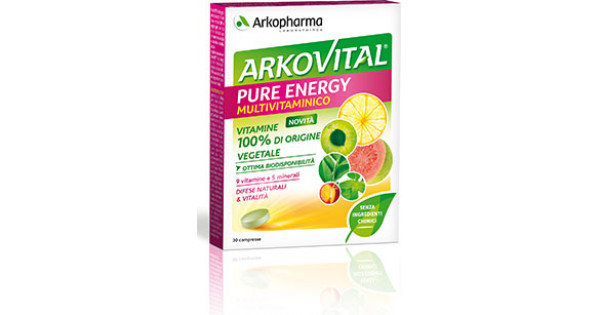 Arkopharma
LABORATOIRES
ARKOVITAL®
PURE ENERGY
MULTIVITAMINICO
VITAMINE NOVITÀ
100% DI ORIGINE
VEGETALE
OTTIMA BIODISPONIBILITÀ
9 vitamine e 5 minerali
DIFESE NATURALI
& VITALITÀ
SENZA
INGREDIENTI
CHIMICI
30 compresse